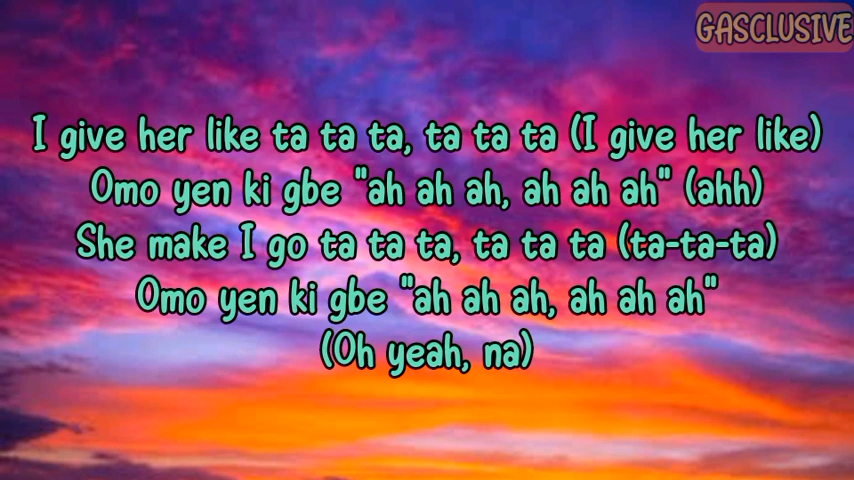 GASCLUSIVE
I give her like ta ta ta, ta ta ta (I give her like)
Omo yen ki gbe "ah ah ah, ah ah ah" (ahh)
She make I go ta ta ta, ta ta ta (ta-ta-ta)
Omo yen ki gbe "ah ah ah, ah ah ah"
(Oh yeah, na)